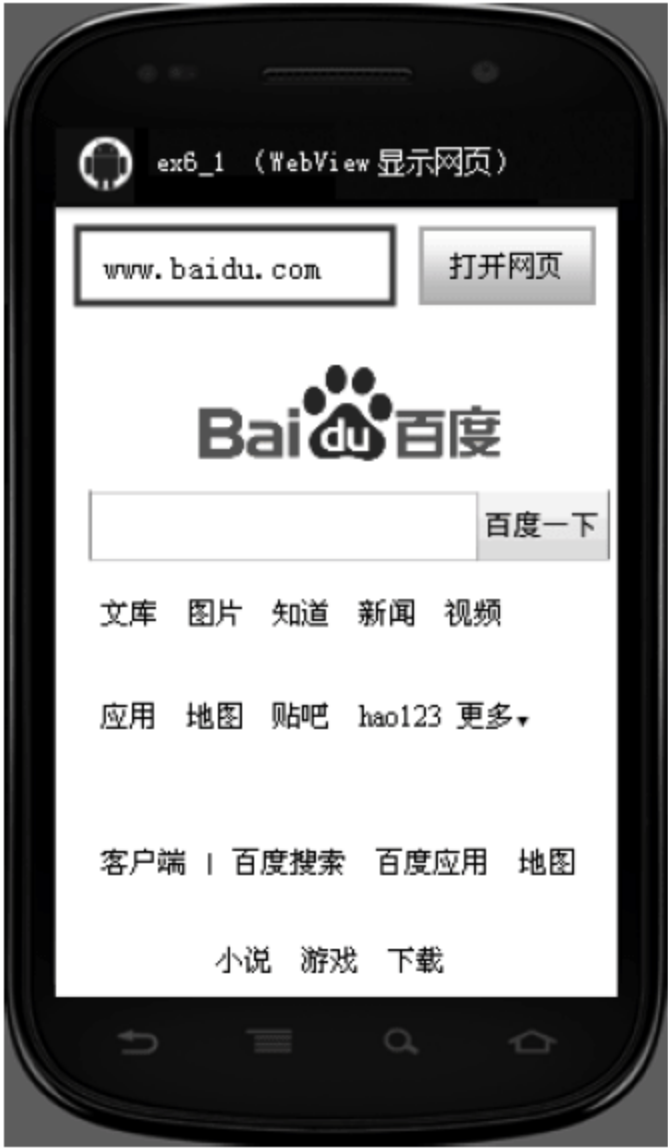 ex6_1 （WebView 显示网页）
www.baidu.com 打开网页
Bai du 百度
百度一下
文库 图片 知道 新闻 视频
应用 地图 贴吧 hao123 更多▾
客户端 | 百度搜索 百度应用 地图
小说 游戏 下载